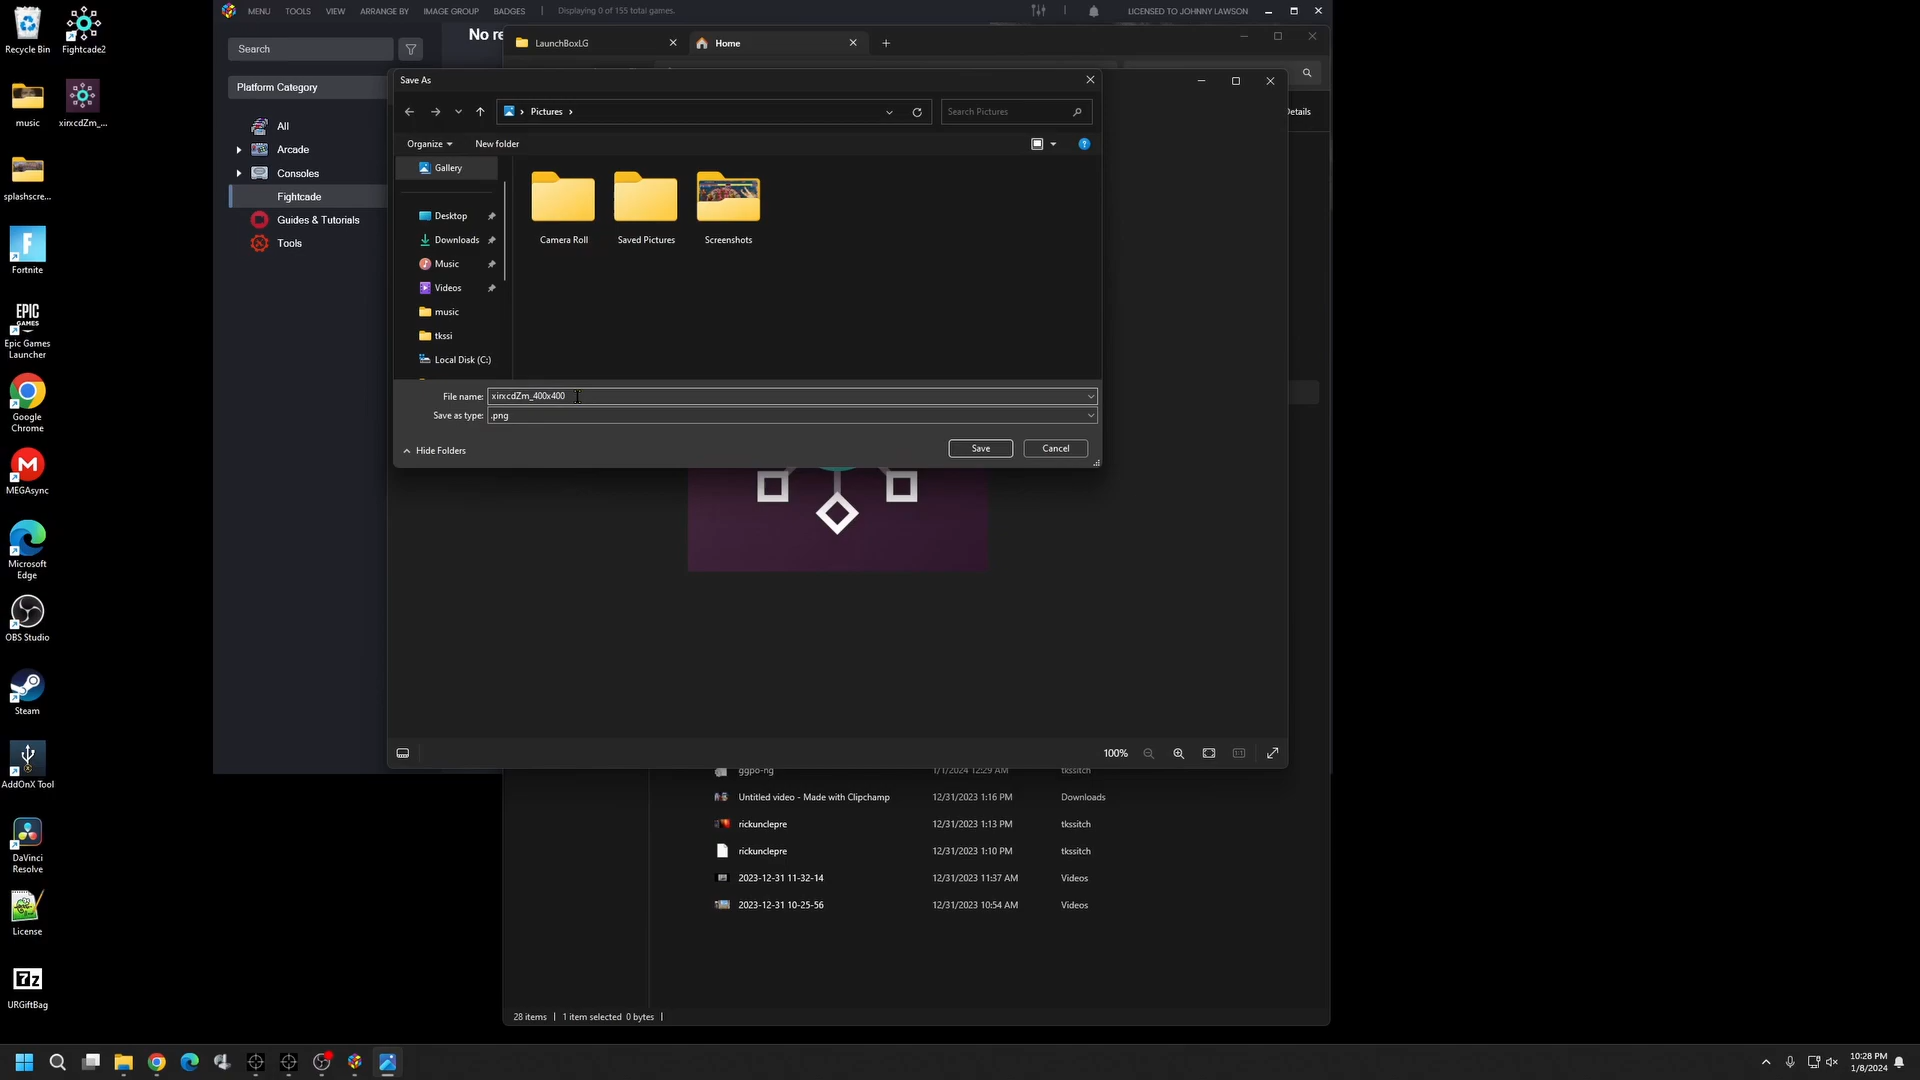 Recycle Bin
Fightcade2
music
xirxcdZm_...
splashscre...
Fortnite
EPIC GAMES
Epic Games Launcher
Google Chrome
MEGAsync
Microsoft Edge
OBS Studio
Steam
AddOnX Tool
DaVinci Resolve
License
7z
URGiftBag
MENU TOOLS VIEW ARRANGE BY IMAGE GROUP BADGES Displaying 0 of 155 total games. LICENSED TO JOHNNY LAWSON
Search
No re
Platform Category
All
Arcade
Consoles
Fightcade
Guides & Tutorials
Tools
LaunchBoxLG
Home
Details
Save As
Pictures
Search Pictures
Organize New folder
Gallery
Desktop
Downloads
Music
Videos
music
tkssi
Local Disk (C:)
Camera Roll
Saved Pictures
Screenshots
File name: xirxcdZm_400x400
Save as type: .png
Hide Folders
Save
Cancel
100%
ggpo-ng 1/1/2024 12:29 AM tkssitch
Untitled video - Made with Clipchamp 12/31/2023 1:16 PM Downloads
rickunclepre 12/31/2023 1:13 PM tkssitch
rickunclepre 12/31/2023 1:10 PM tkssitch
2023-12-31 11-32-14 12/31/2023 11:37 AM Videos
2023-12-31 10-25-56 12/31/2023 10:54 AM Videos
28 items 1 item selected 0 bytes
10:28 PM
1/8/2024